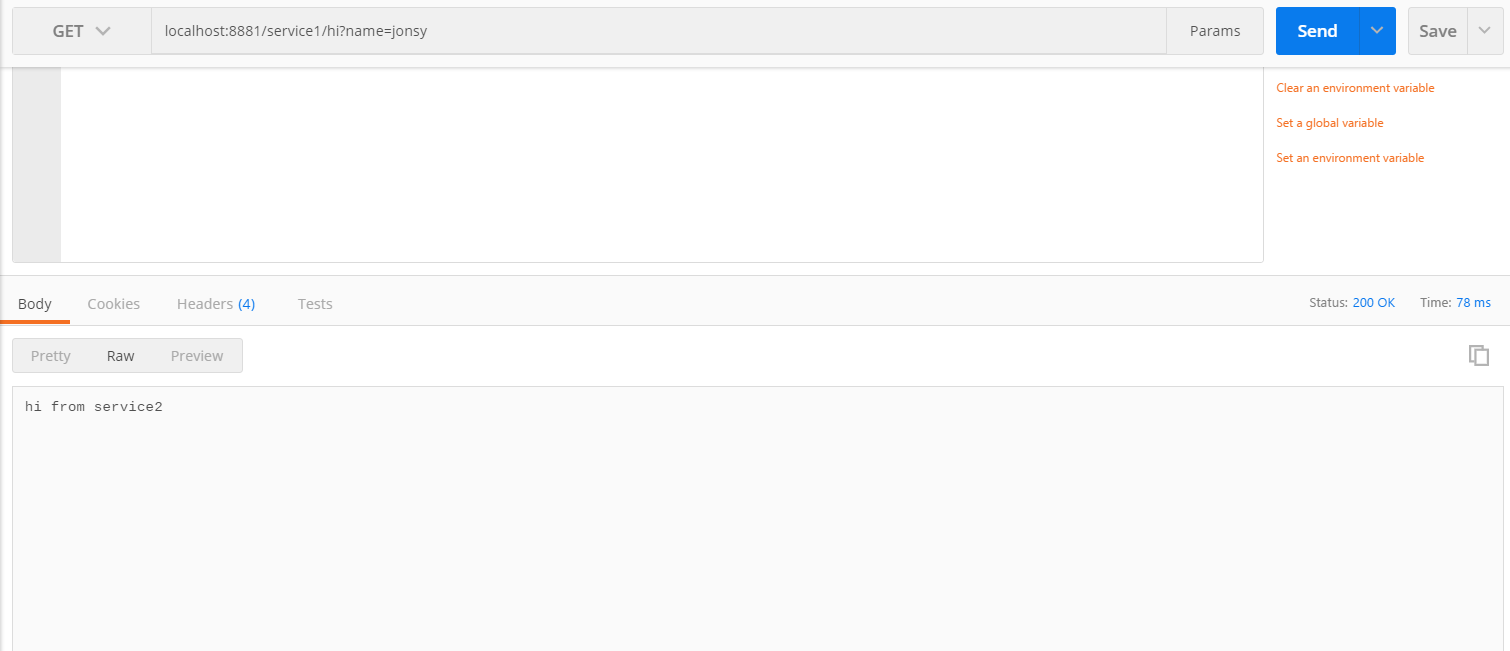 GET localhost:8881/service1/hi?name=jonsy Params Send Save
Clear an environment variable
Set a global variable
Set an environment variable
Body Cookies Headers (4) Tests Status: 200 OK Time: 78 ms
Pretty Raw Preview
hi from service2